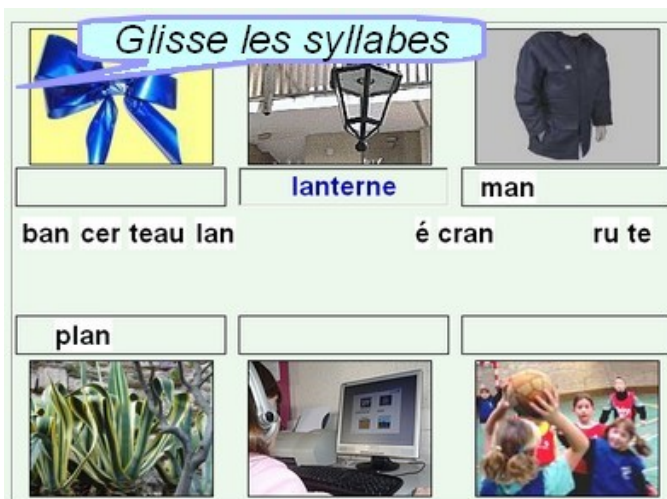 Glisse les syllabes
lanterne man
ban cer teau lan é cran ru te
plan